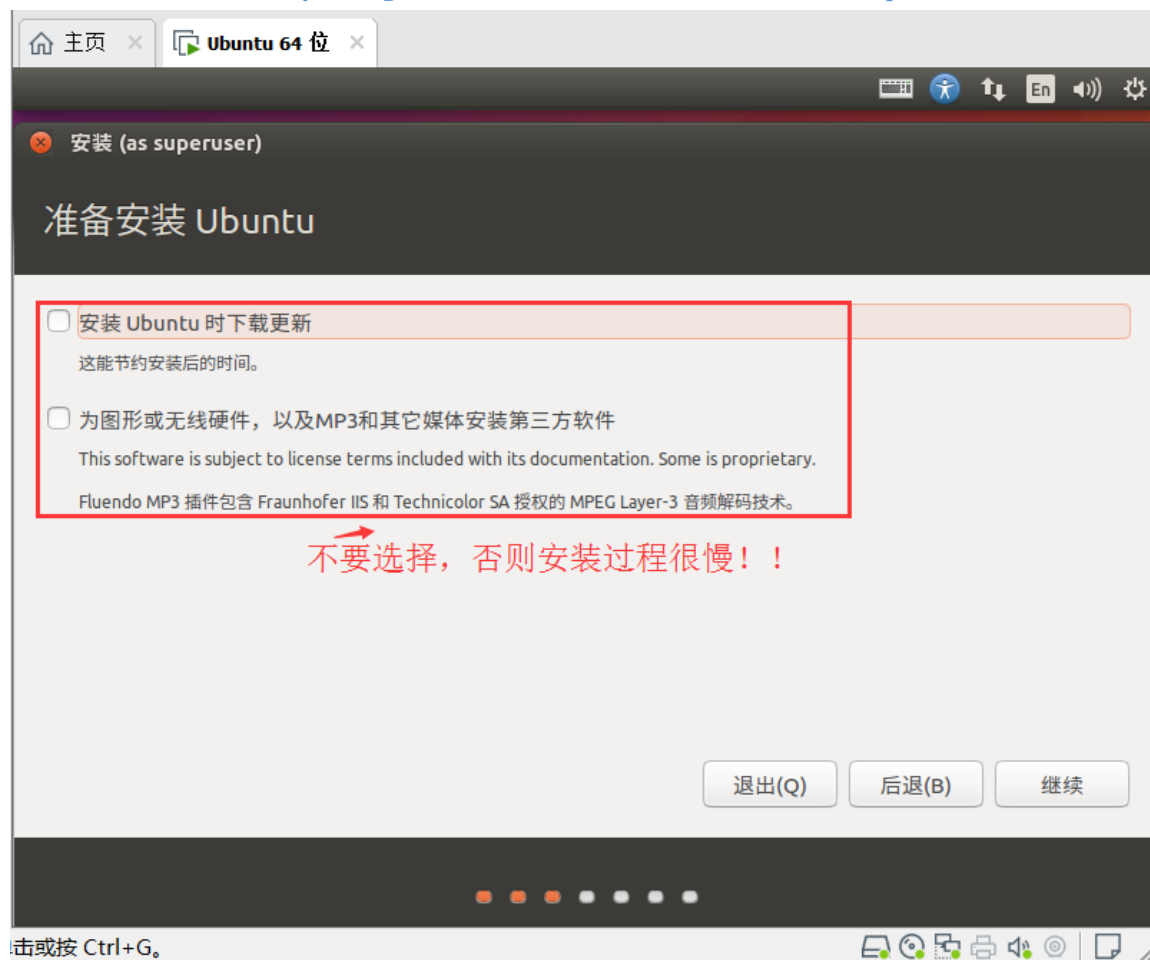 主页
Ubuntu 64 位
En
安装 (as superuser)
准备安装 Ubuntu
安装 Ubuntu 时下载更新
这能节约安装后的时间。
为图形或无线硬件，以及MP3和其它媒体安装第三方软件
This software is subject to license terms included with its documentation. Some is proprietary.
Fluendo MP3 插件包含 Fraunhofer IIS 和 Technicolor SA 授权的 MPEG Layer-3 音频解码技术。
不要选择，否则安装过程很慢！！
退出(Q) 后退(B) 继续
击或按 Ctrl+G。